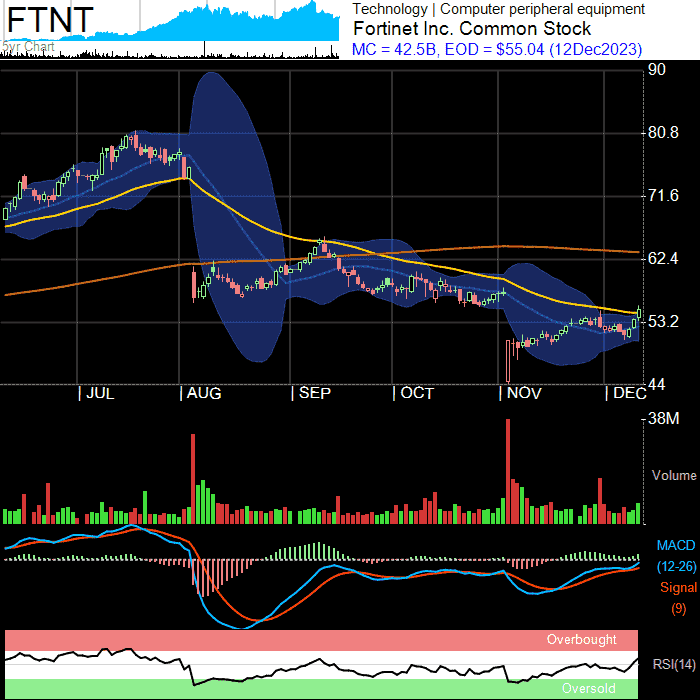 FTNT
5yr Chart
Technology | Computer peripheral equipment
Fortinet Inc. Common Stock
MC = 42.5B, EOD = $55.04 (12Dec2023)
90
80.8
71.6
62.4
53.2
44
| JUL | AUG | SEP | OCT | NOV | DEC
38M
Volume
MACD
(12-26)
Signal
(9)
Overbought
RSI(14)
Oversold